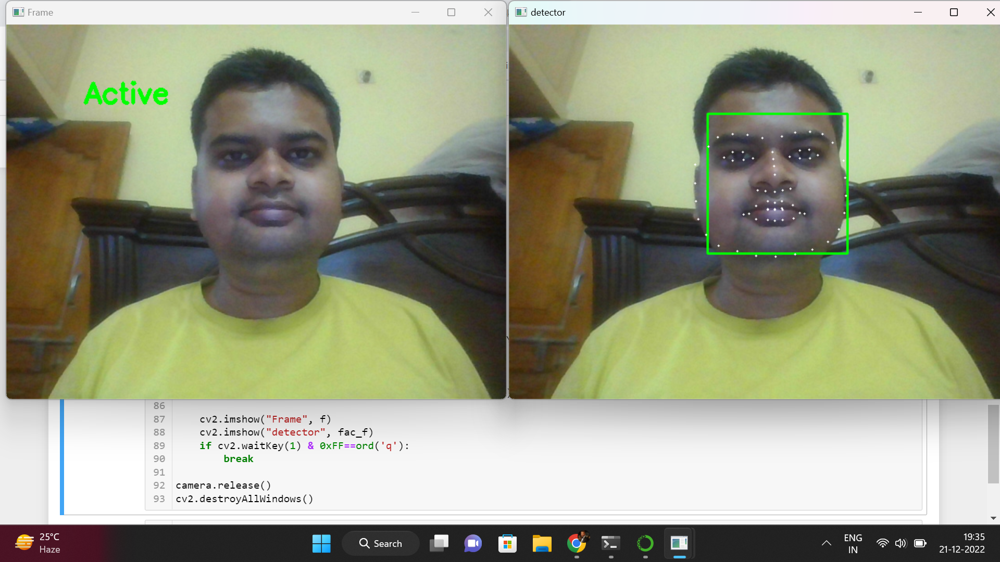 Frame
detector
Active
86
87 cv2.imshow("Frame", f)
88 cv2.imshow("detector", fac_f)
89 if cv2.waitKey(1) & 0xFF==ord('q'):
90 break
91
92 camera.release()
93 cv2.destroyAllWindows()
25°C
Haze
Search
ENG
IN
19:35
21-12-2022